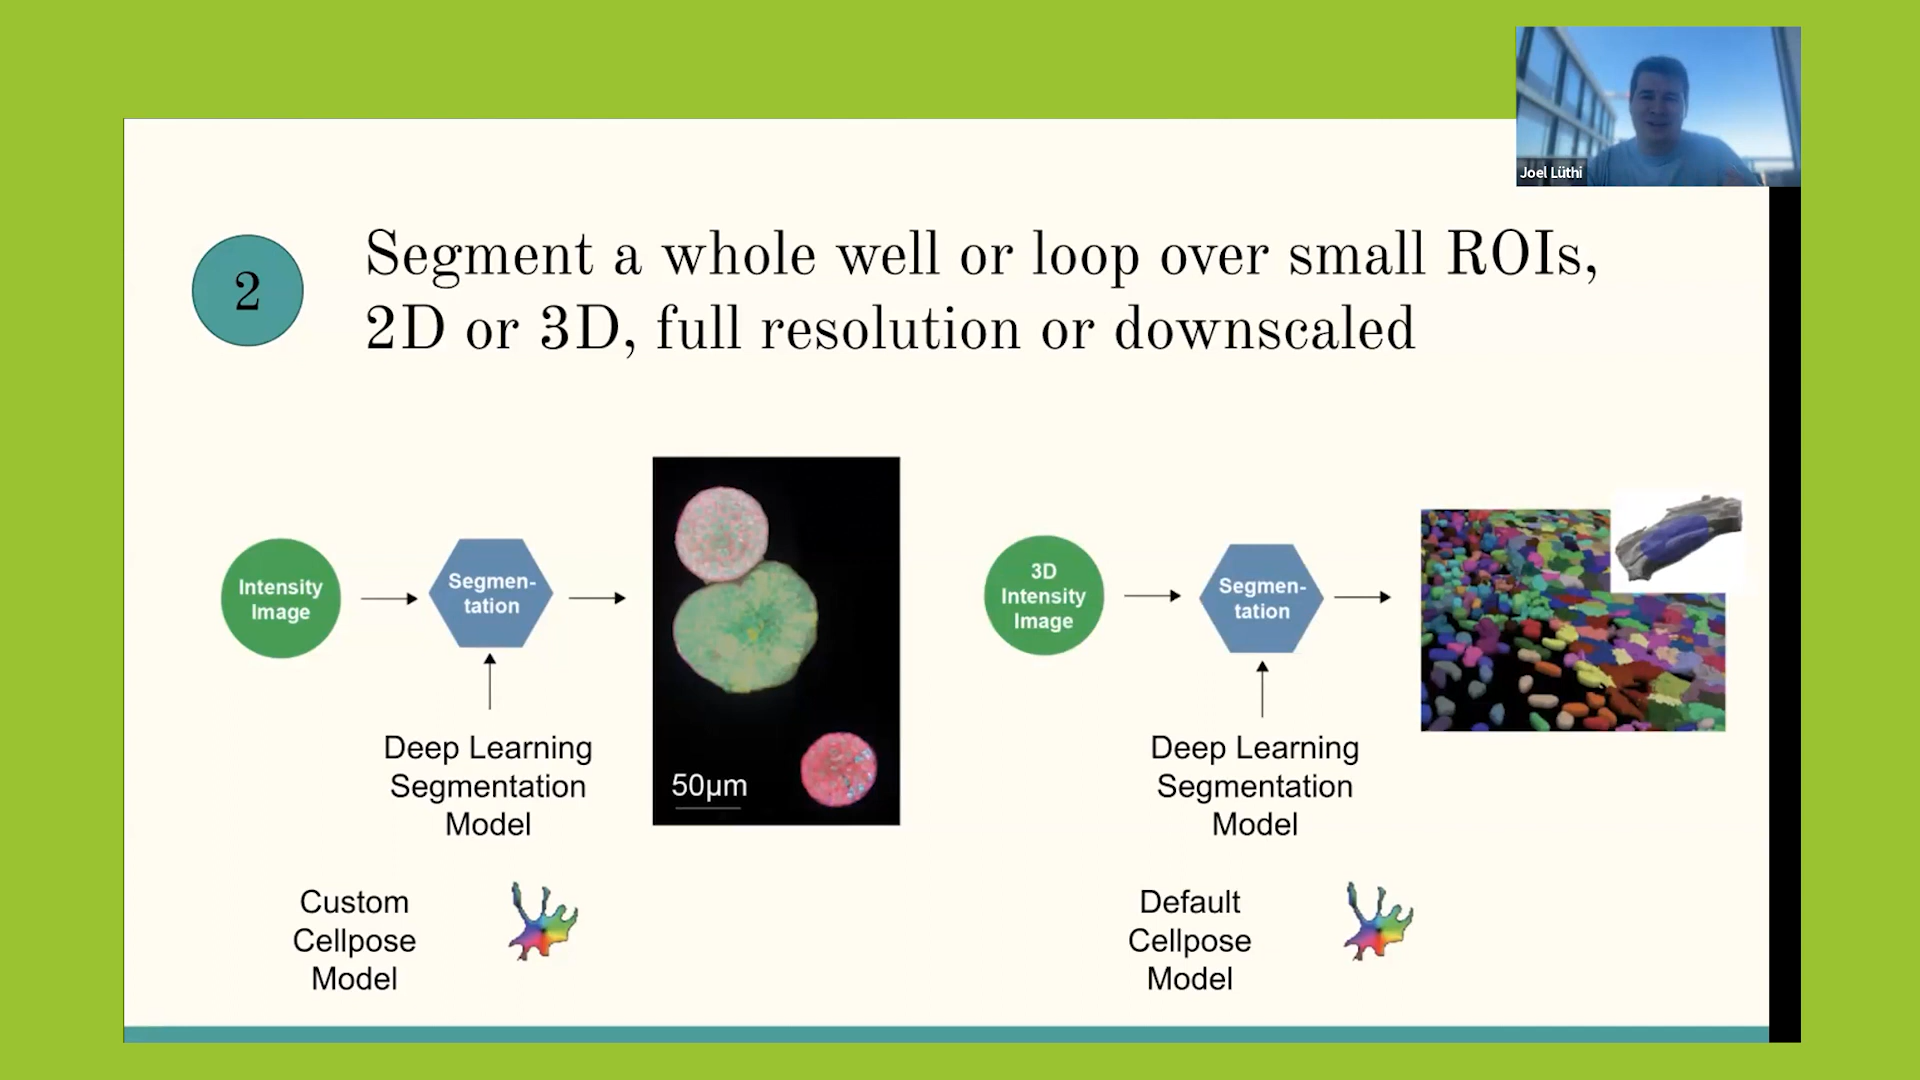 Joel Lüthi
2
Segment a whole well or loop over small ROIs,
2D or 3D, full resolution or downscaled
Intensity
Image
Segmen-
tation
Deep Learning
Segmentation
Model
50µm
Custom
Cellpose
Model
3D
Intensity
Image
Segmen-
tation
Deep Learning
Segmentation
Model
Default
Cellpose
Model